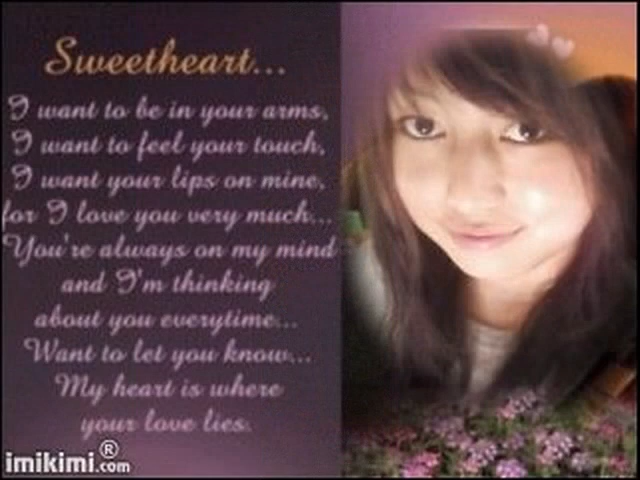 Sweetheart...
I want to be in your arms,
I want to feel your touch,
I want your lips on mine,
for I love you very much...
You're always on my mind
and I'm thinking
about you everytime...
Want to let you know...
My heart is where
your love lies.
imikimi®.com